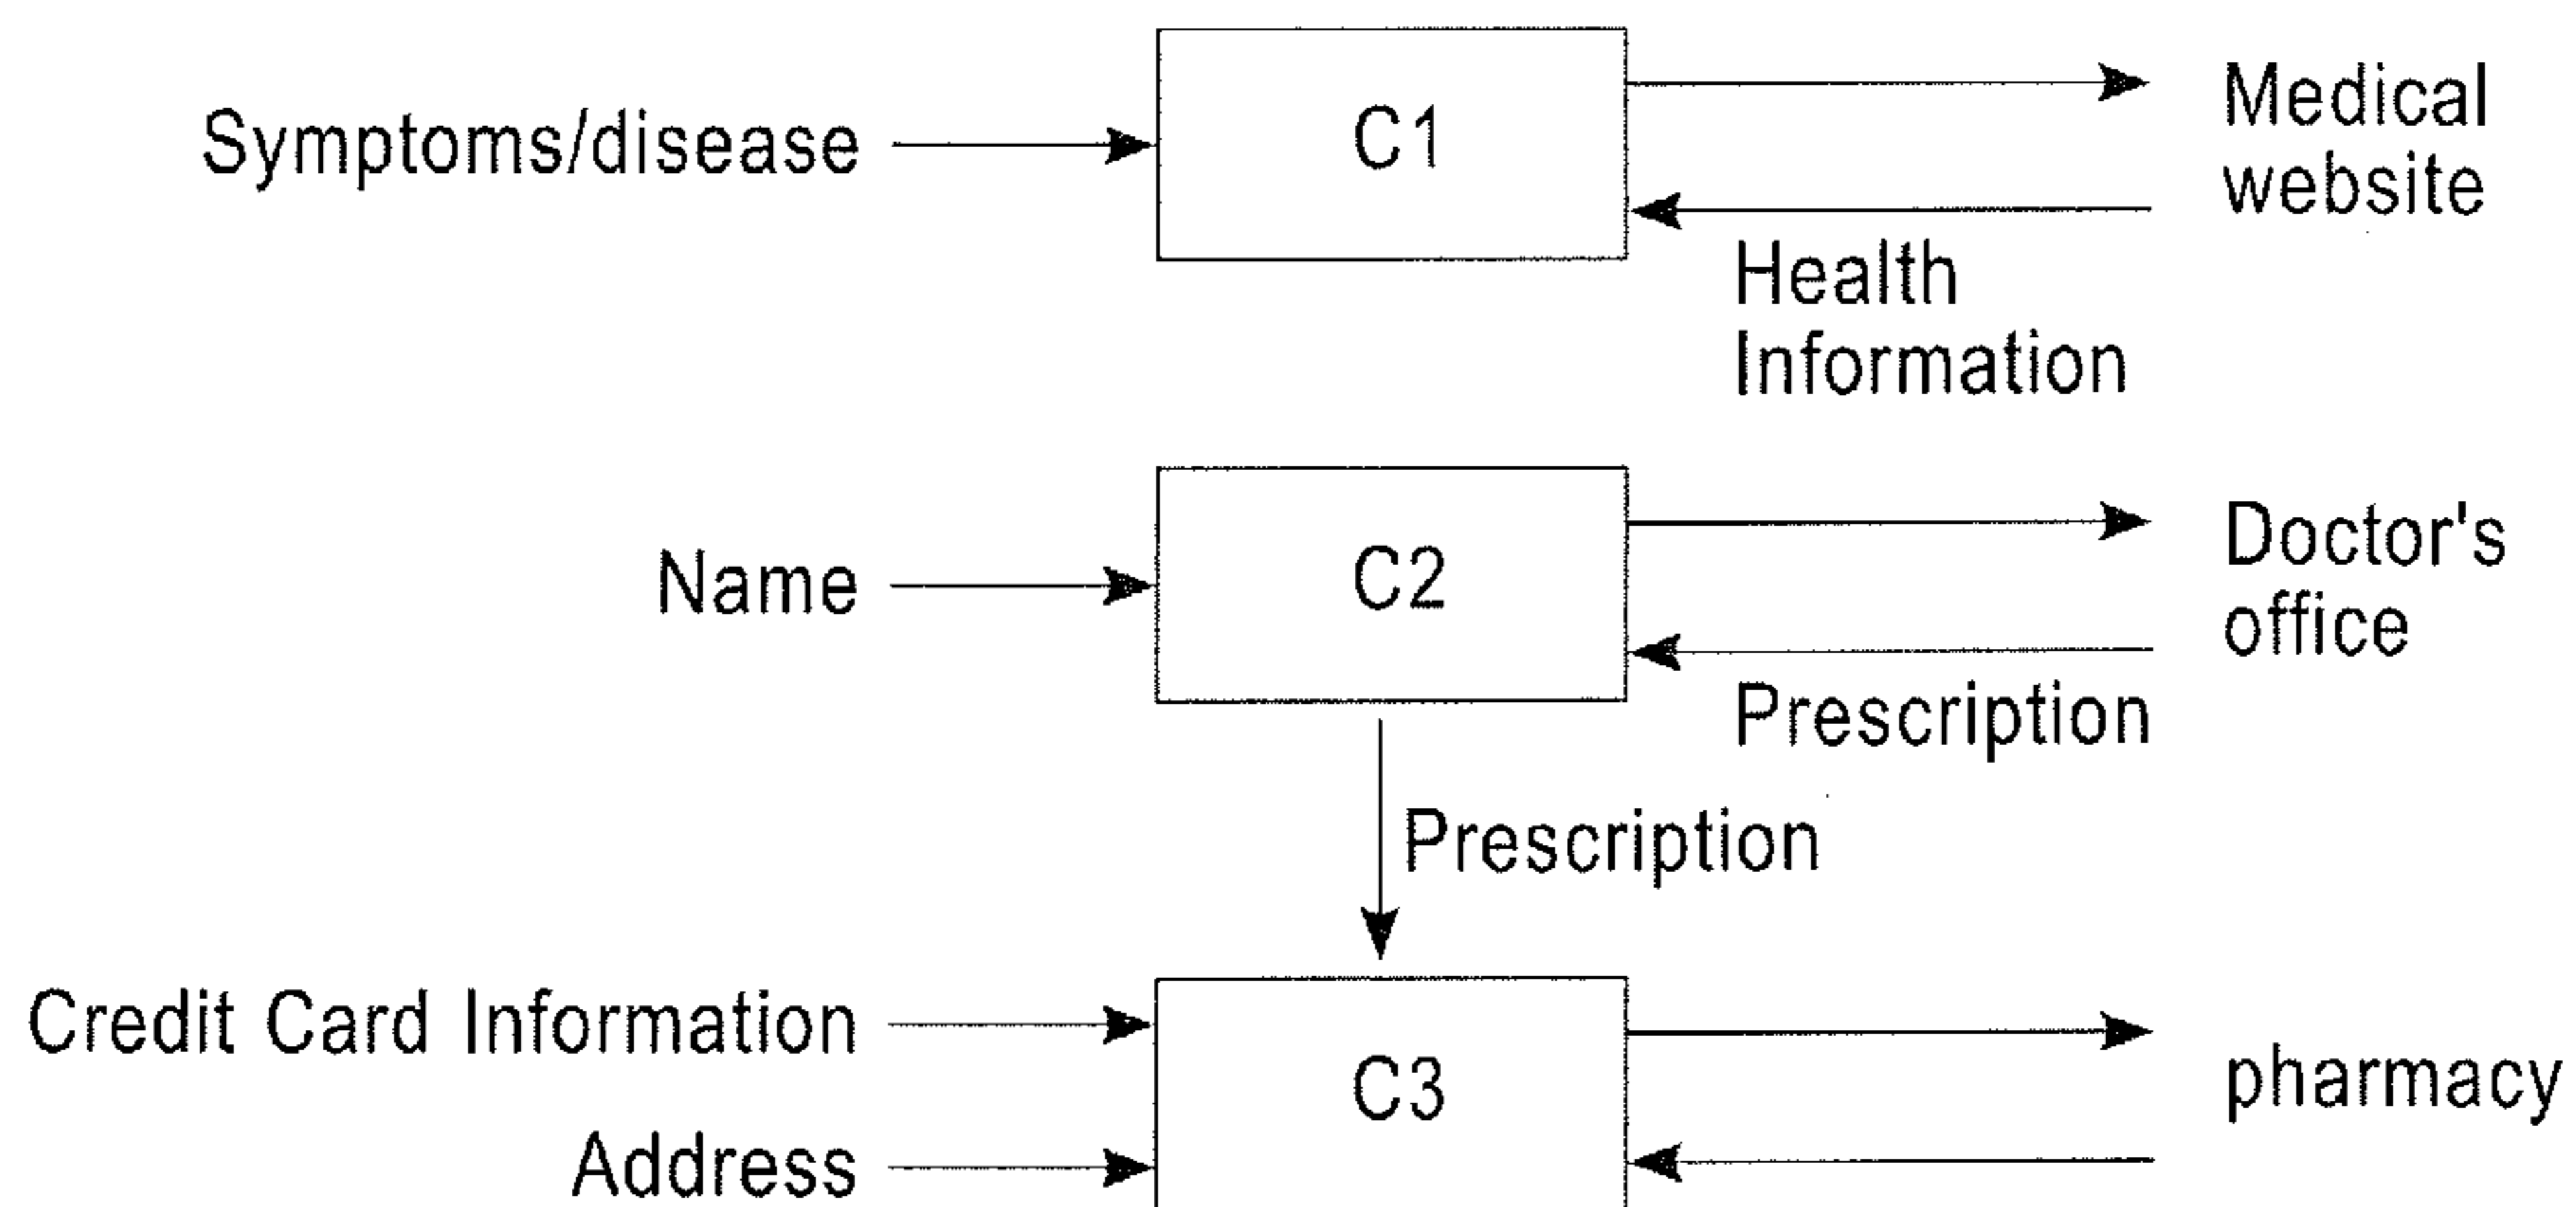 Symptoms/disease
C1
Medical
website
Health
Information
Name
C2
Doctor's
office
Prescription
Prescription
Credit Card Information
Address
C3
pharmacy